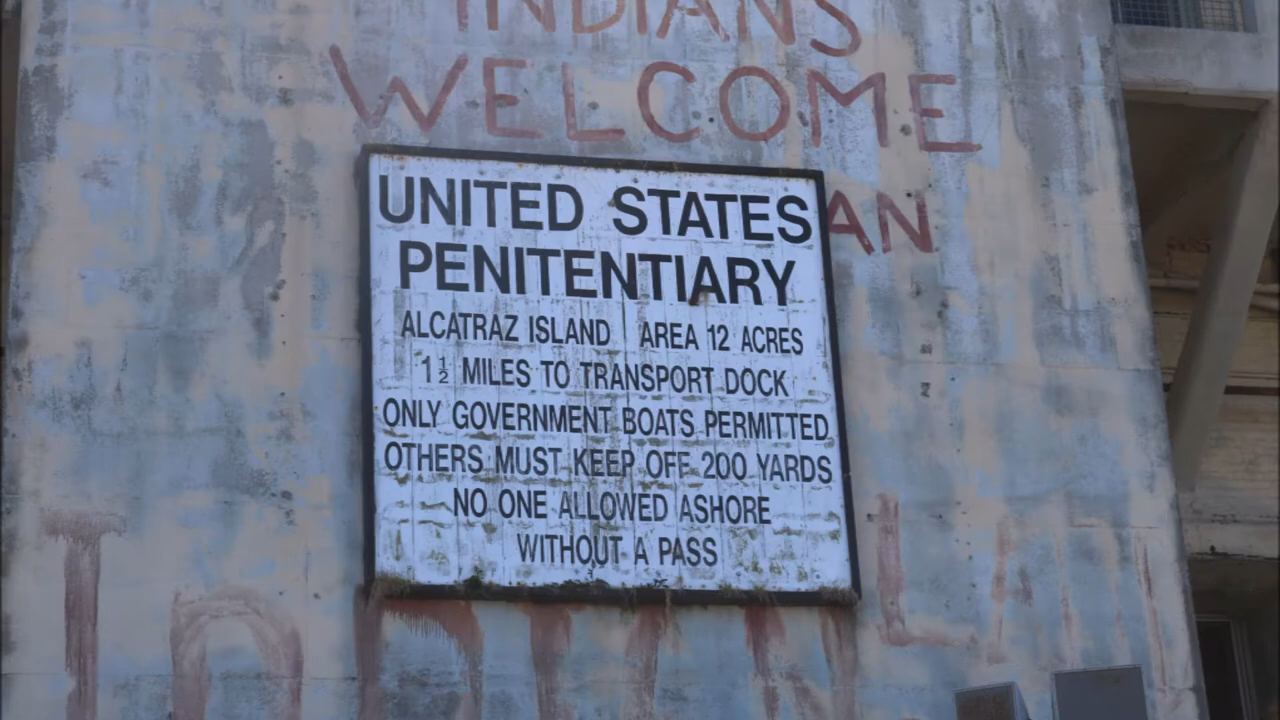 INDIANS
WELCOME
UNITED STATES
AN
PENITENTIARY
ALCATRAZ ISLAND AREA 12 ACRES
1½ MILES TO TRANSPORT DOCK
ONLY GOVERNMENT BOATS PERMITTED
OTHERS MUST KEEP OFF 200 YARDS
NO ONE ALLOWED ASHORE
WITHOUT A PASS